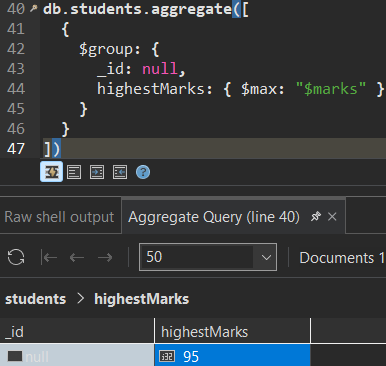 40 db.students.aggregate([
41 {
42 $group: {
43 _id: null,
44 highestMarks: { $max: "$marks" }
45 }
46 }
47 ])
Raw shell output Aggregate Query (line 40)
50 Documents 1
students > highestMarks
_id highestMarks
null i32 95